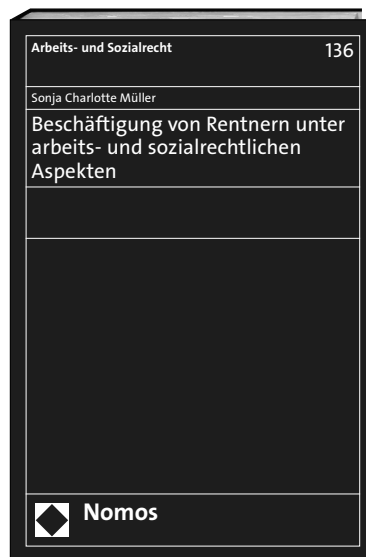 Arbeits- und Sozialrecht 136
Sonja Charlotte Müller
Beschäftigung von Rentnern unter
arbeits- und sozialrechtlichen
Aspekten
Nomos